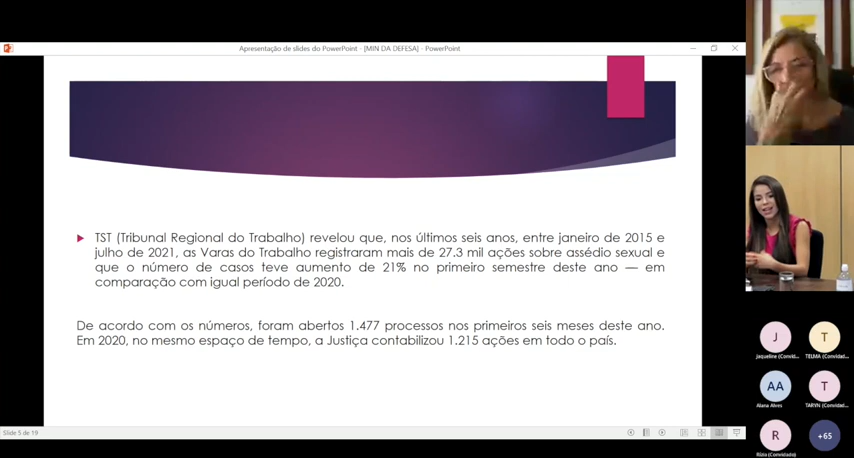 Apresentação de slides do PowerPoint - [MIN DA DEFESA] - PowerPoint
TST (Tribunal Regional do Trabalho) revelou que, nos últimos seis anos, entre janeiro de 2015 e
julho de 2021, as Varas do Trabalho registraram mais de 27.3 mil ações sobre assédio sexual e
que o número de casos teve aumento de 21% no primeiro semestre deste ano — em
comparação com igual período de 2020.
De acordo com os números, foram abertos 1.477 processos nos primeiros seis meses deste ano.
Em 2020, no mesmo espaço de tempo, a Justiça contabilizou 1.215 ações em todo o país.
Slide 5 de 19
J
T
Jaqueline (Convid...
TELMA (Convidad...
AA
T
Alana Alves
TARYN (Convidad...
R
+65
Rízia (Convidado)